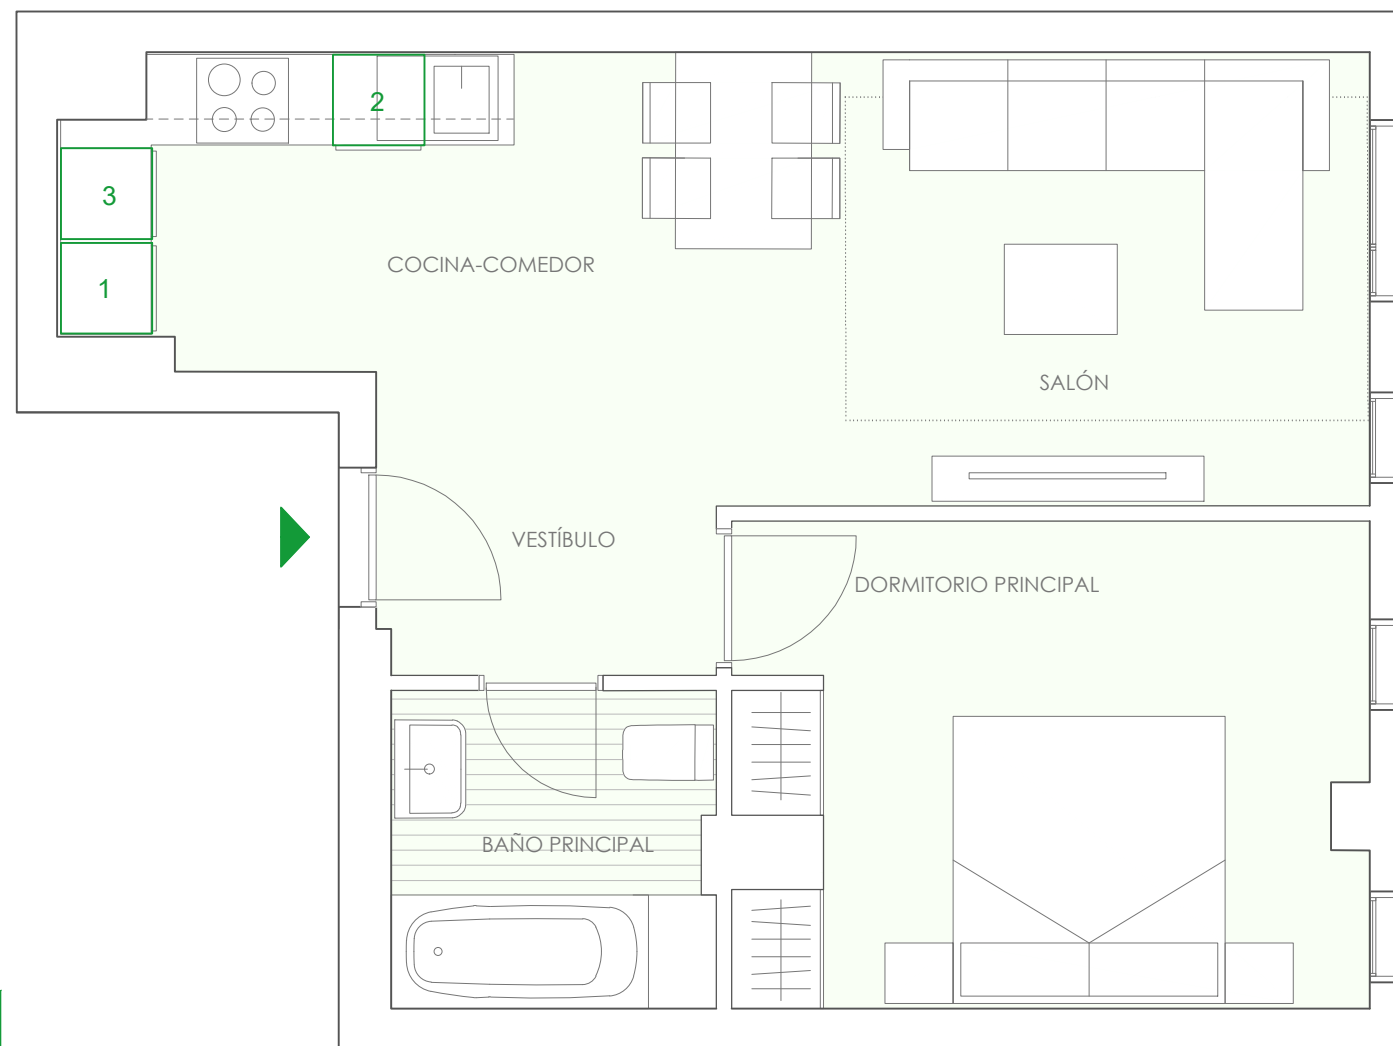 2
3
1
COCINA-COMEDOR
SALÓN
VESTÍBULO
DORMITORIO PRINCIPAL
BAÑO PRINCIPAL